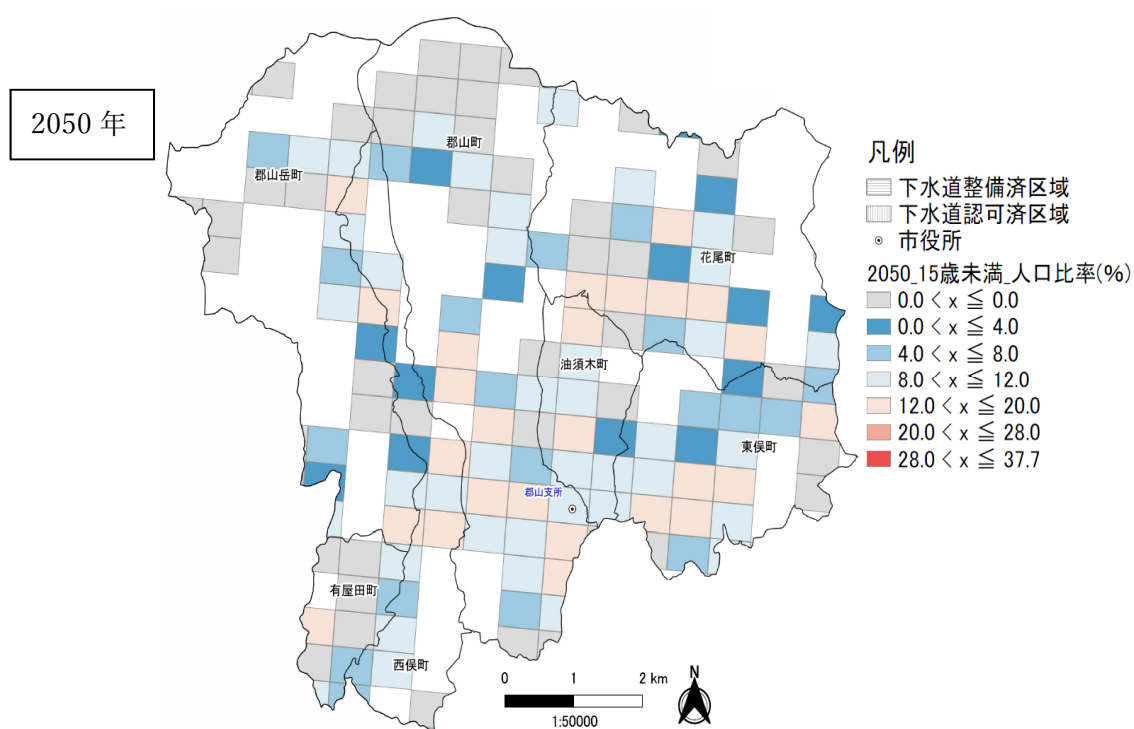 2050 年
郡山町
郡山岳町
花尾町
油須木町
東俣町
郡山支所
有屋田町
西俣町
凡例
下水道整備済区域
下水道認可済区域
市役所
2050_15歳未満_人口比率(%)
0.0 < x ≦ 0.0
0.0 < x ≦ 4.0
4.0 < x ≦ 8.0
8.0 < x ≦ 12.0
12.0 < x ≦ 20.0
20.0 < x ≦ 28.0
28.0 < x ≦ 37.7
0 1 2 km
1:50000
N